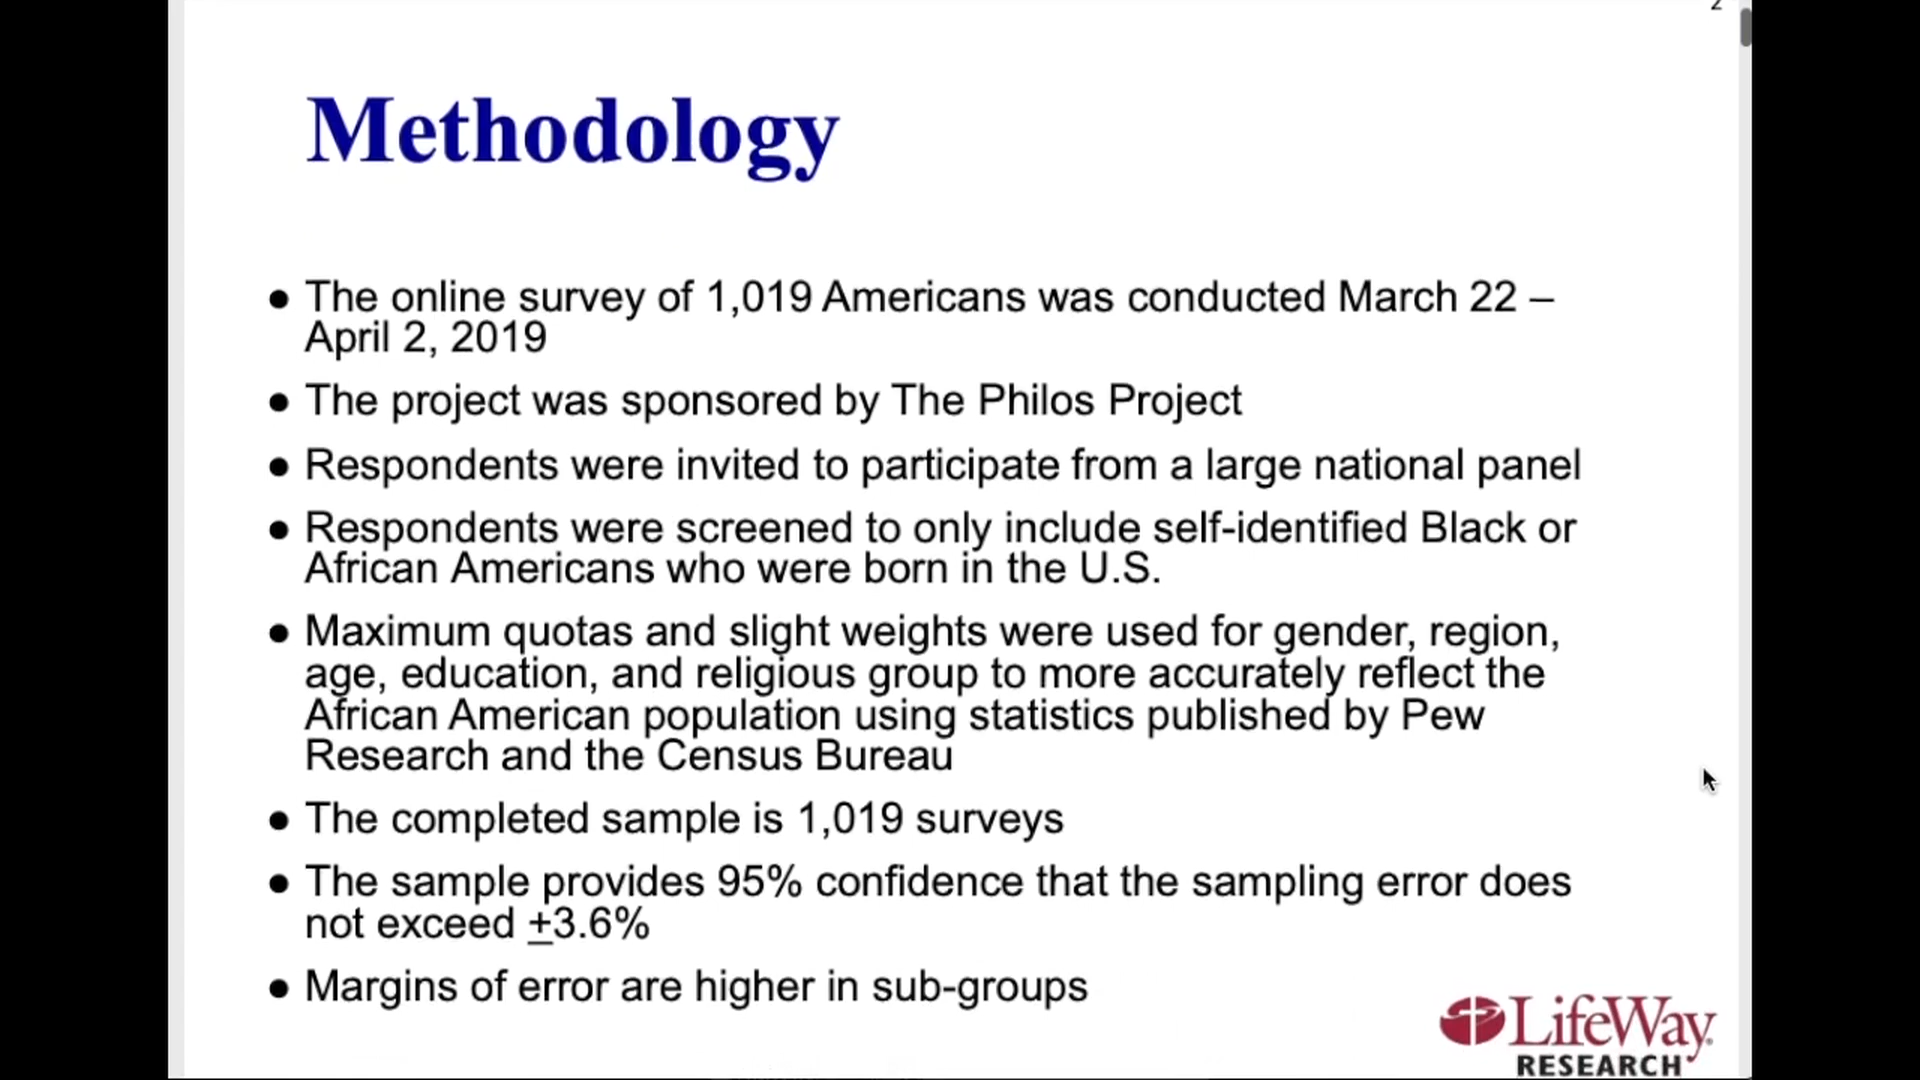 2
Methodology
● The online survey of 1,019 Americans was conducted March 22 –
April 2, 2019
● The project was sponsored by The Philos Project
● Respondents were invited to participate from a large national panel
● Respondents were screened to only include self-identified Black or
African Americans who were born in the U.S.
● Maximum quotas and slight weights were used for gender, region,
age, education, and religious group to more accurately reflect the
African American population using statistics published by Pew
Research and the Census Bureau
● The completed sample is 1,019 surveys
● The sample provides 95% confidence that the sampling error does
not exceed ±3.6%
● Margins of error are higher in sub-groups
LifeWay
RESEARCH